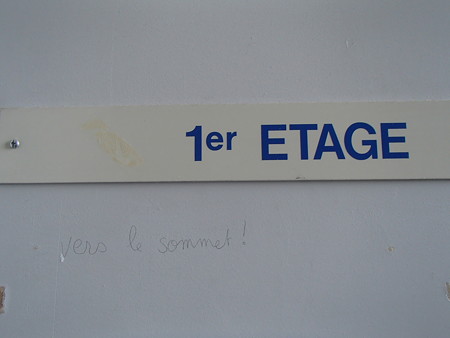 1er ETAGE
vers le sommet!